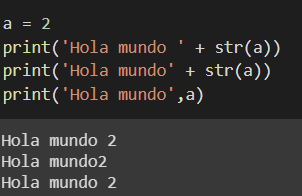 a = 2
print('Hola mundo ' + str(a))
print('Hola mundo' + str(a))
print('Hola mundo',a)
Hola mundo 2
Hola mundo2
Hola mundo 2